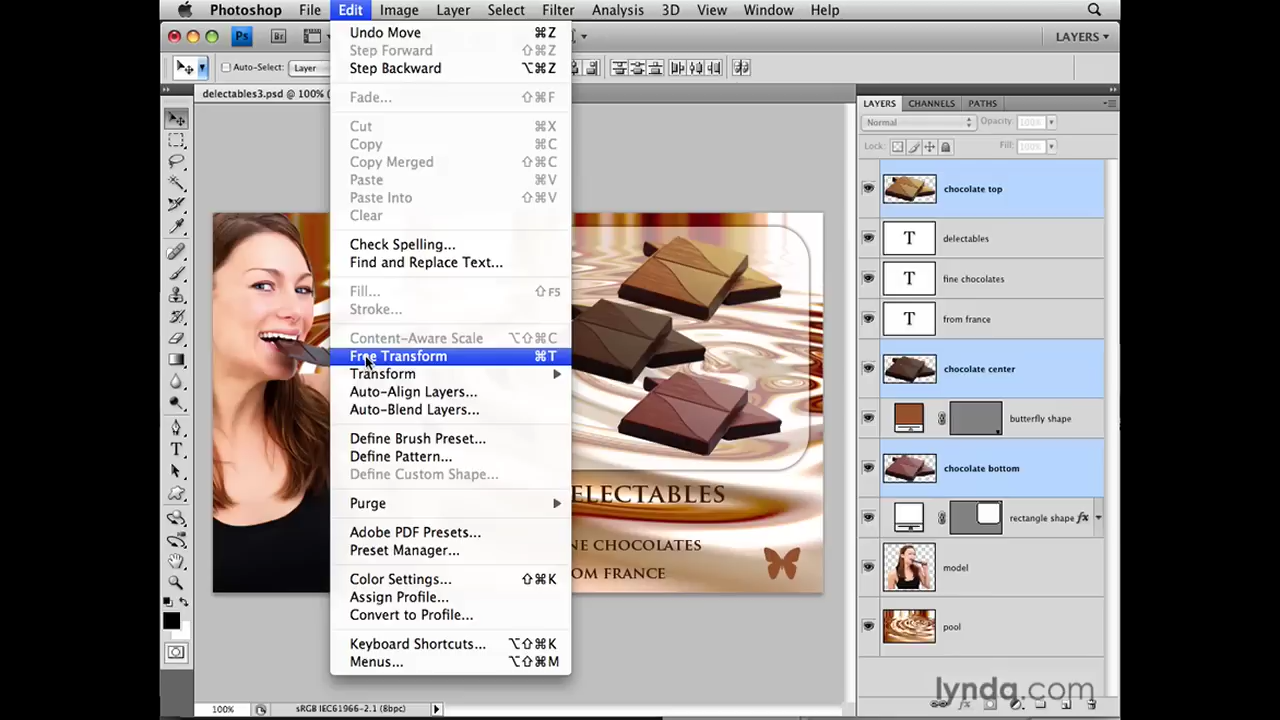 Photoshop File Edit Image Layer Select Filter Analysis 3D View Window Help
Ps Br LAYERS
Auto-Select: Layer
delectables3.psd @ 100% (
Undo Move ⌘Z
Step Forward ⇧⌘Z
Step Backward ⌥⌘Z
Fade... ⇧⌘F
Cut ⌘X
Copy ⌘C
Copy Merged ⇧⌘C
Paste ⌘V
Paste Into ⇧⌘V
Clear
Check Spelling...
Find and Replace Text...
Fill... ⇧F5
Stroke...
Content-Aware Scale ⌥⇧⌘C
Free Transform ⌘T
Transform
Auto-Align Layers...
Auto-Blend Layers...
Define Brush Preset...
Define Pattern...
Define Custom Shape...
Purge
Adobe PDF Presets...
Preset Manager...
Color Settings... ⇧⌘K
Assign Profile...
Convert to Profile...
Keyboard Shortcuts... ⌥⇧⌘K
Menus... ⌥⇧⌘M
ELECTABLES
NE CHOCOLATES
OM FRANCE
LAYERS CHANNELS PATHS
Normal Opacity: 100%
Lock: Fill: 100%
chocolate top
T delectables
T fine chocolates
T from france
chocolate center
butterfly shape
chocolate bottom
rectangle shape fx
model
pool
100% sRGB IEC61966-2.1 (8bpc)
lynda.com